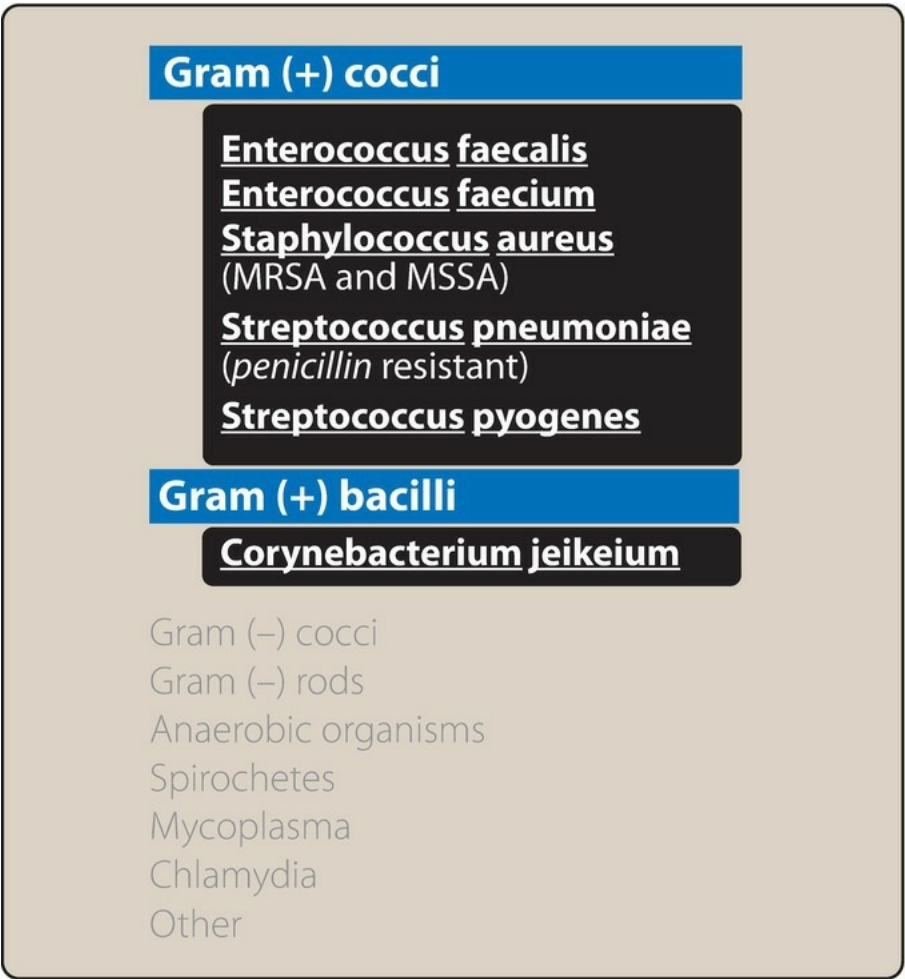 Gram (+) cocci
Enterococcus faecalis
Enterococcus faecium
Staphylococcus aureus
(MRSA and MSSA)
Streptococcus pneumoniae
(penicillin resistant)
Streptococcus pyogenes
Gram (+) bacilli
Corynebacterium jeikeium
Gram (–) cocci
Gram (–) rods
Anaerobic organisms
Spirochetes
Mycoplasma
Chlamydia
Other